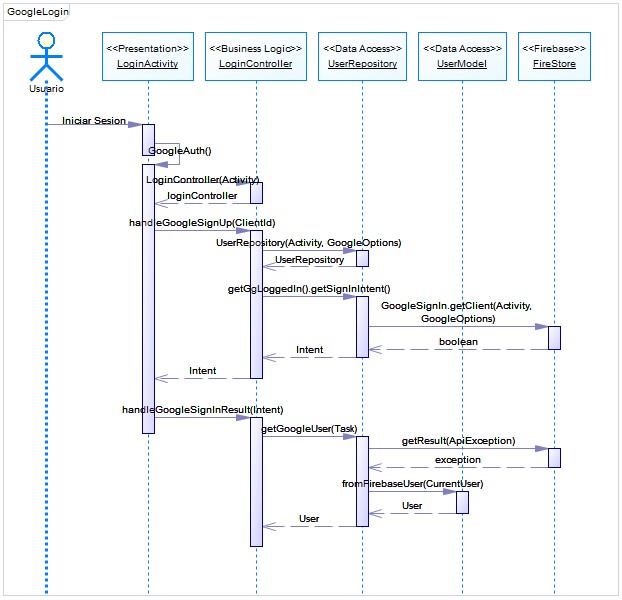 GoogleLogin
<<Presentation>>
LoginActivity
<<Business Logic>>
LoginController
<<Data Access>>
UserRepository
<<Data Access>>
UserModel
<<Firebase>>
FireStore
Usuario
Iniciar Sesion
GoogleAuth()
LoginController(Activity)
loginController
handleGoogleSignUp(ClientId)
UserRepository(Activity, GoogleOptions)
UserRepository
getGgLoggedIn().getSignInIntent()
GoogleSignIn.getClient(Activity,
GoogleOptions)
boolean
Intent
Intent
handleGoogleSignInResult(Intent)
getGoogleUser(Task)
getResult(ApiException)
exception
fromFirebaseUser(CurrentUser)
User
User